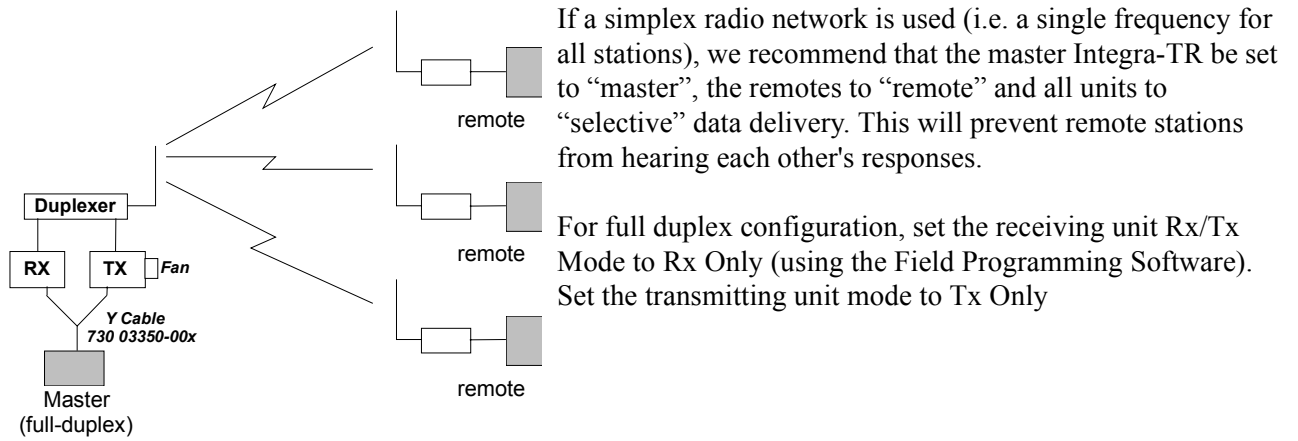 If a simplex radio network is used (i.e. a single frequency for
all stations), we recommend that the master Integra-TR be set
to “master”, the remotes to “remote” and all units to
“selective” data delivery. This will prevent remote stations
from hearing each other's responses.
For full duplex configuration, set the receiving unit Rx/Tx
Mode to Rx Only (using the Field Programming Software).
Set the transmitting unit mode to Tx Only
remote
Duplexer
remote
RX
TX
Fan
Y Cable
730 03350-00x
remote
Master
(full-duplex)